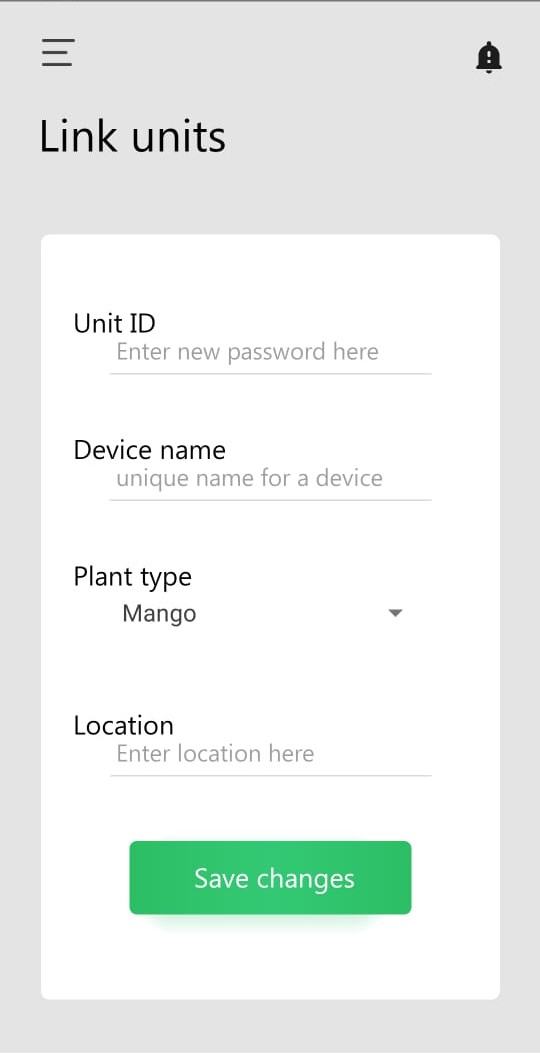 Link units
Unit ID
Enter new password here
Device name
unique name for a device
Plant type
Mango
Location
Enter location here
Save changes